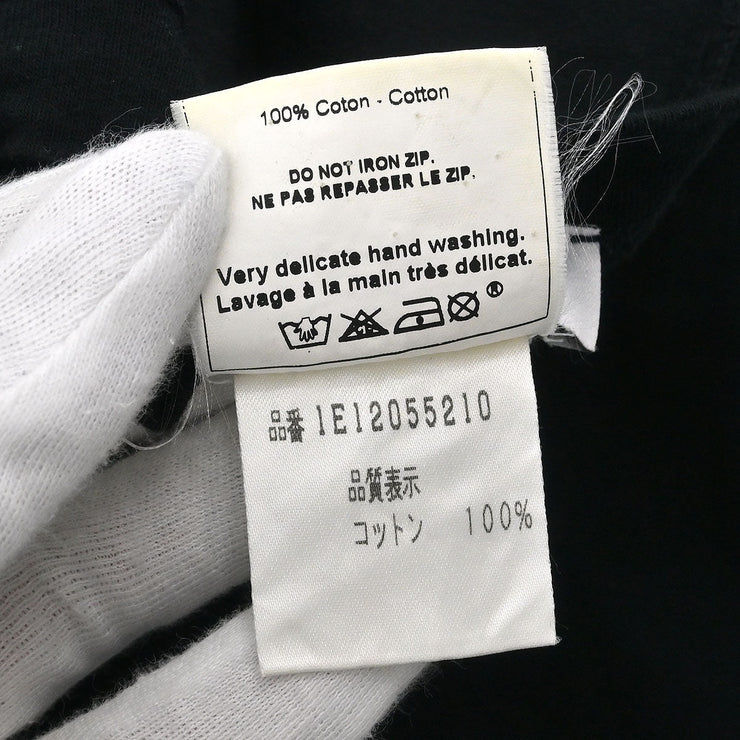 100% Coton - Cotton
DO NOT IRON ZIP.
NE PAS REPASSER LE ZIP.
Very delicate hand washing.
Lavage à la main très délicat.
®
品番 1E12055210
品質表示
コットン 100%